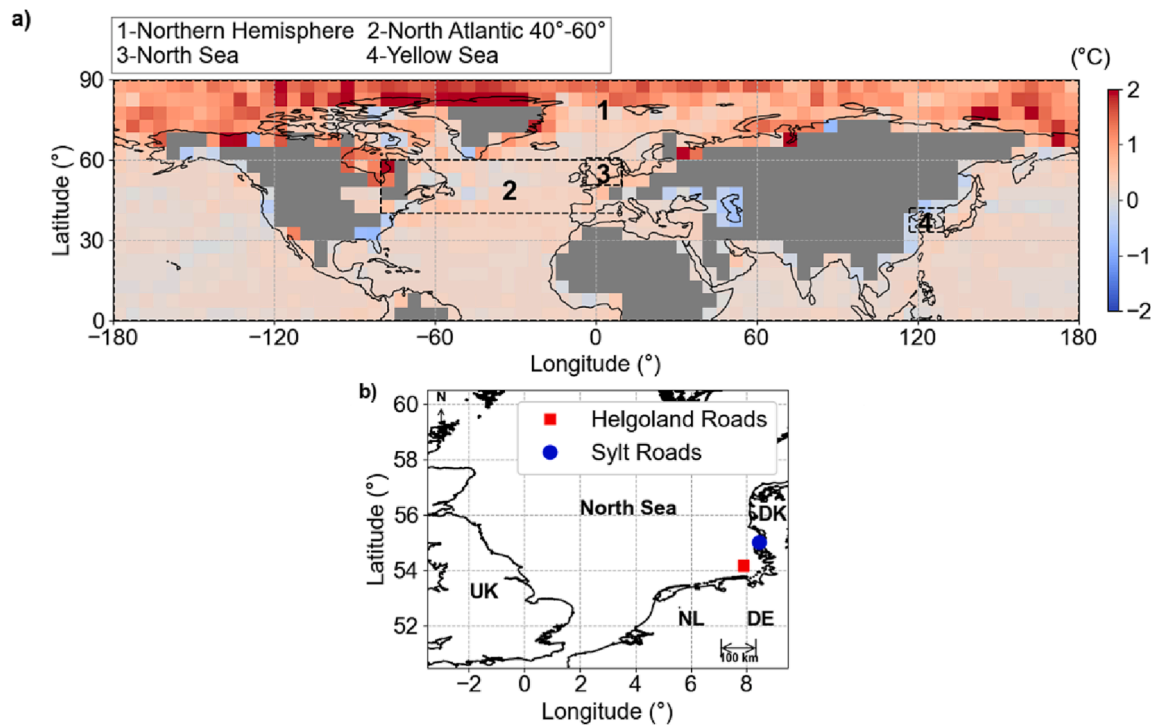 a)
1-Northern Hemisphere 2-North Atlantic 40°-60°
3-North Sea 4-Yellow Sea
(°C)
90
60
30
0
Latitude (°)
1
2
3
4
2
1
0
−1
−2
−180
−120
−60
0
60
120
180
Longitude (°)
b)
N
Helgoland Roads
Sylt Roads
North Sea
DK
UK
NL
DE
100 km
60
58
56
54
52
Latitude (°)
−2
0
2
4
6
8
Longitude (°)